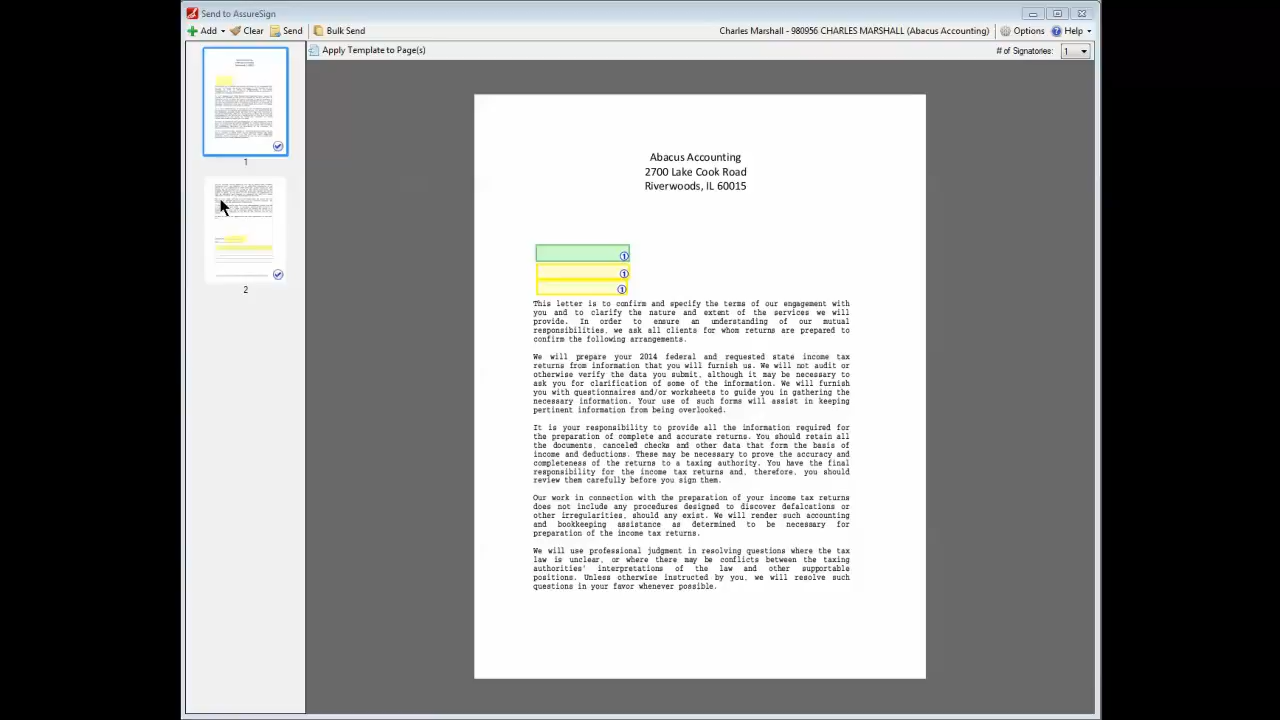 Send to AssureSign
Add Clear Send Bulk Send Charles Marshall - 980956 CHARLES MARSHALL (Abacus Accounting) Options Help
Apply Template to Page(s) # of Signatories: 1
1
2
Abacus Accounting
2700 Lake Cook Road
Riverwoods, IL 60015
1
1
1
This letter is to confirm and specify the terms of our engagement with
you and to clarify the nature and extent of the services we will
provide. In order to ensure an understanding of our mutual
responsibilities, we ask all clients for whom returns are prepared to
confirm the following arrangements.
We will prepare your 2014 federal and requested state income tax
returns from information that you will furnish us. We will not audit or
otherwise verify the data you submit, although it may be necessary to
ask you for clarification of some of the information. We will furnish
you with questionnaires and/or worksheets to guide you in gathering the
necessary information. Your use of such forms will assist in keeping
pertinent information from being overlooked.
It is your responsibility to provide all the information required for
the preparation of complete and accurate returns. You should retain all
the documents, canceled checks and other data that form the basis of
income and deductions. These may be necessary to prove the accuracy and
completeness of the returns to a taxing authority. You have the final
responsibility for the income tax returns and, therefore, you should
review them carefully before you sign them.
Our work in connection with the preparation of your income tax returns
does not include any procedures designed to discover defalcations or
other irregularities, should any exist. We will render such accounting
and bookkeeping assistance as determined to be necessary for
preparation of the income tax returns.
We will use professional judgment in resolving questions where the tax
law is unclear, or where there may be conflicts between the taxing
authorities' interpretations of the law and other supportable
positions. Unless otherwise instructed by you, we will resolve such
questions in your favor whenever possible.